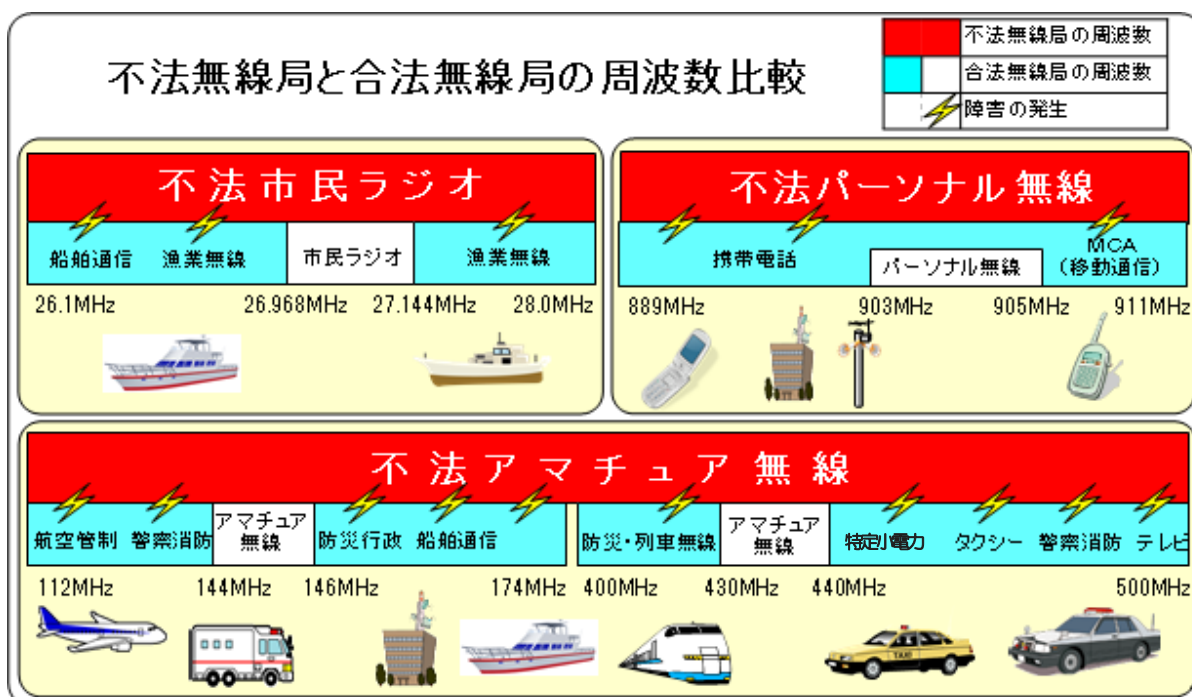 不法無線局と合法無線局の周波数比較
不法無線局の周波数
合法無線局の周波数
障害の発生
不法市民ラジオ
船舶通信 漁業無線 市民ラジオ 漁業無線
26.1MHz 26.968MHz 27.144MHz 28.0MHz
不法パーソナル無線
携帯電話 パーソナル無線 MCA
(移動通信)
889MHz 903MHz 905MHz 911MHz
不法アマチュア無線
航空管制 警察消防 アマチュア
無線 防災行政 船舶通信 防災・列車無線 アマチュア
無線 特定小電力 タクシー 警察消防 テレビ
112MHz 144MHz 146MHz 174MHz 400MHz 430MHz 440MHz 500MHz
TAXI